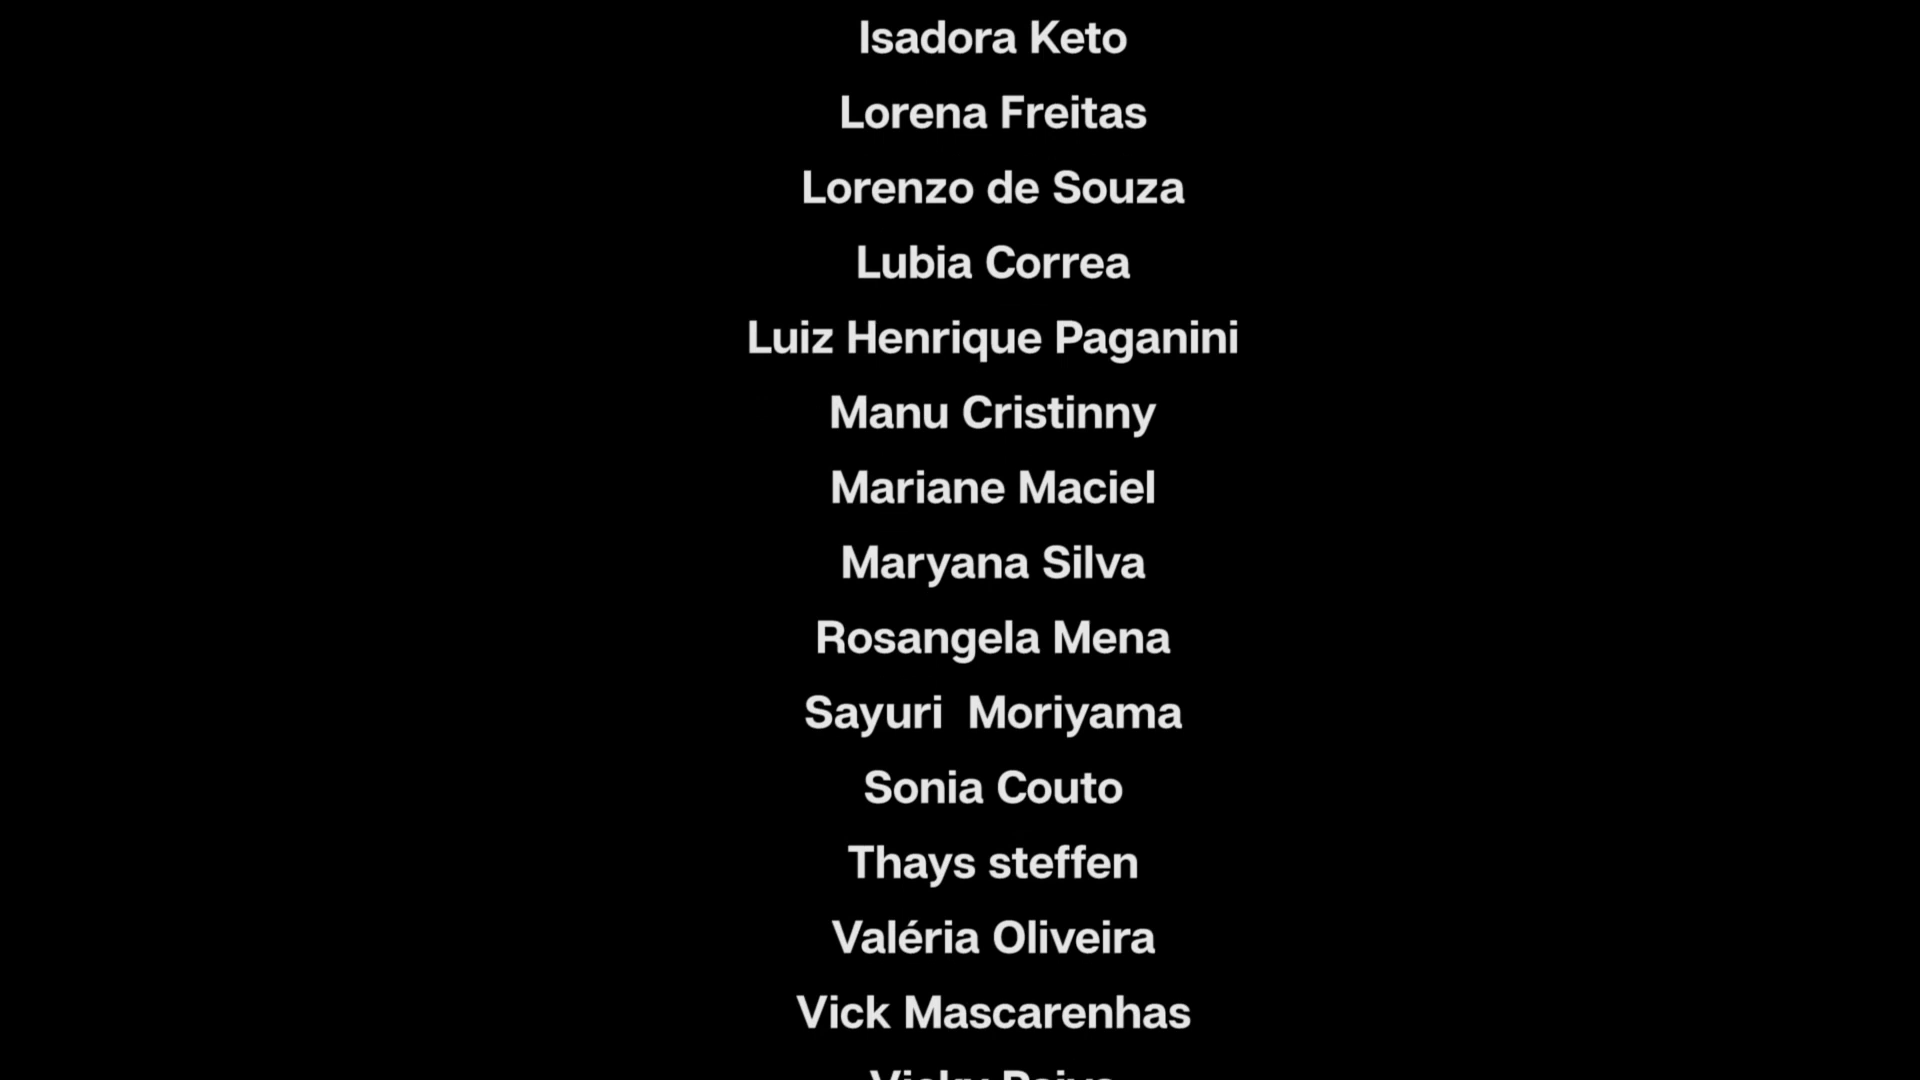 Isadora Keto
Lorena Freitas
Lorenzo de Souza
Lubia Correa
Luiz Henrique Paganini
Manu Cristinny
Mariane Maciel
Maryana Silva
Rosangela Mena
Sayuri  Moriyama
Sonia Couto
Thays steffen
Valéria Oliveira
Vick Mascarenhas